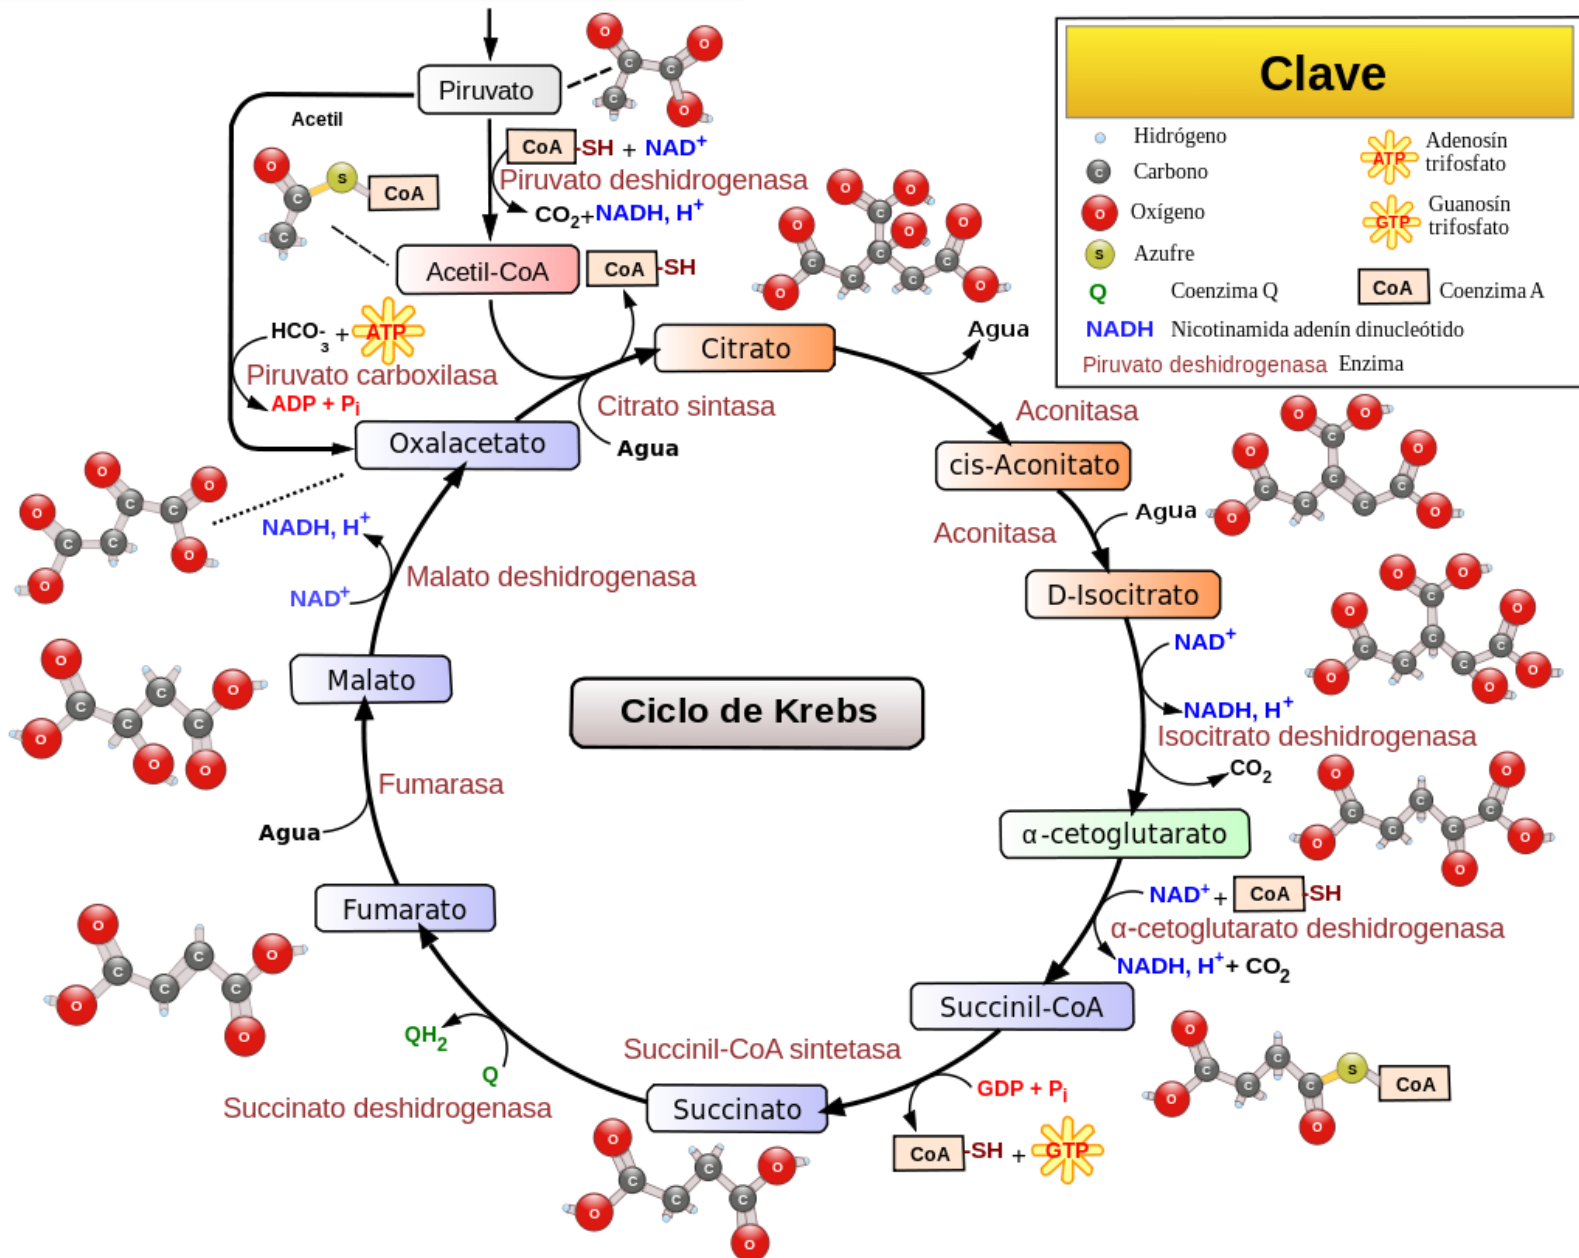 Piruvato
Acetil
CoA -SH + NAD+
Piruvato deshidrogenasa
CO2+NADH, H+
S CoA
Acetil-CoA
CoA -SH
HCO3- + ATP
Piruvato carboxilasa
ADP + Pi
Citrato
Agua
Citrato sintasa
Agua
Oxalacetato
Aconitasa
cis-Aconitato
Agua
Aconitasa
D-Isocitrato
NAD+
NADH, H+
Isocitrato deshidrogenasa
CO2
α-cetoglutarato
NAD+ + CoA -SH
α-cetoglutarato deshidrogenasa
NADH, H+ + CO2
Succinil-CoA
S CoA
Succinil-CoA sintetasa
GDP + Pi
CoA -SH + GTP
Succinato
Q
QH2
Succinato deshidrogenasa
Fumarato
Agua
Fumarasa
Malato
NAD+
NADH, H+
Malato deshidrogenasa
Ciclo de Krebs
Clave
Hidrógeno
C Carbono
O Oxígeno
S Azufre
Q Coenzima Q
ATP Adenosín
trifosfato
GTP Guanosín
trifosfato
CoA Coenzima A
NADH Nicotinamida adenín dinucleótido
Piruvato deshidrogenasa Enzima